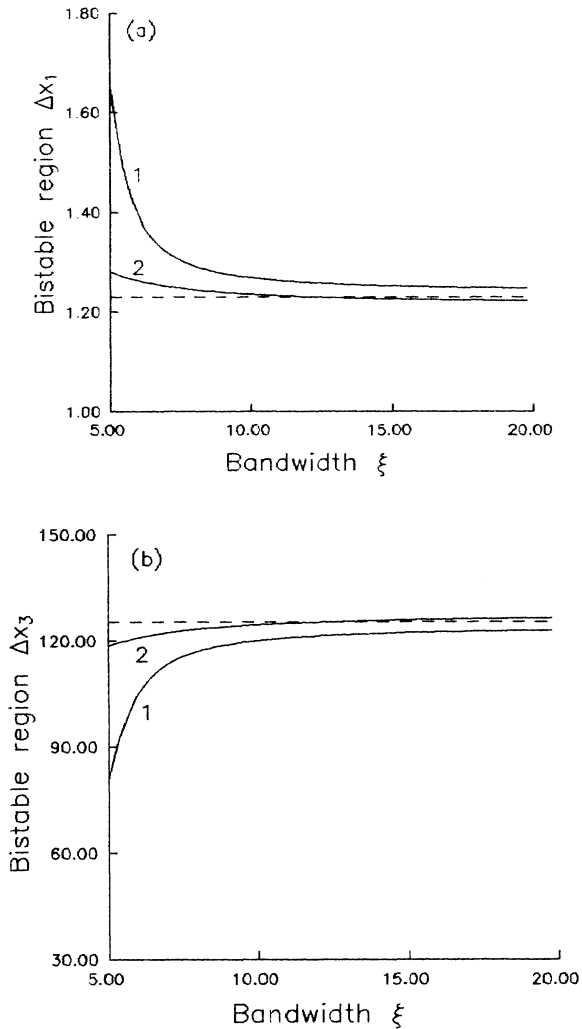 (a)
1.80
1.60
1.40
1.20
1.00
Bistable region Δx₁
1
2
5.00 10.00 15.00 20.00
Bandwidth ξ
(b)
150.00
120.00
90.00
60.00
30.00
Bistable region Δx₃
2
1
5.00 10.00 15.00 20.00
Bandwidth ξ